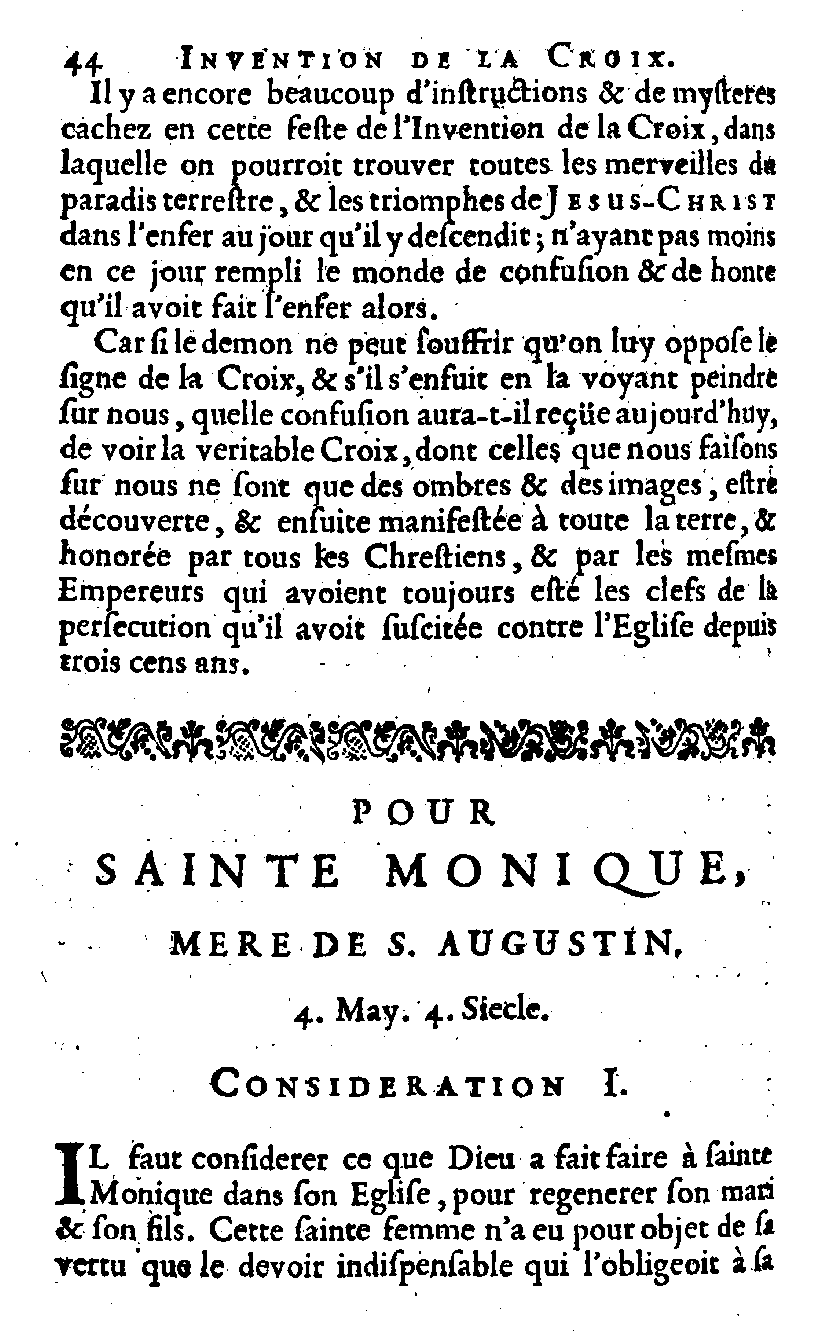 44 INVENTION DE LA CROIX.
Il y a encore beaucoup d'inſtructions & de myſteres
cachez en cette feſte de l'Invention de la Croix, dans
laquelle on pourroit trouver toutes les merveilles du
paradis terreſtre, & les triomphes de JESUS-CHRIST
dans l'enfer au jour qu'il y deſcendit; n'ayant pas moins
en ce jour rempli le monde de confuſion & de honte
qu'il avoit fait l'enfer alors.
Car ſi le demon ne peut ſouffrir qu'on luy oppoſe le
ſigne de la Croix, & s'il s'enfuit en la voyant peindre
ſur nous, quelle confuſion aura-t-il reçüe aujourd'huy,
de voir la veritable Croix, dont celles que nous faiſons
ſur nous ne ſont que des ombres & des images, eſtre
découverte, & enſuite manifeſtée à toute la terre, &
honorée par tous les Chreſtiens, & par les meſmes
Empereurs qui avoient toujours eſté les clefs de la
perſecution qu'il avoit ſuſcitée contre l'Egliſe depuis
trois cens ans.
POUR
SAINTE MONIQUE,
MERE DE S. AUGUSTIN,
4. May. 4. Siecle.
CONSIDERATION I.
IL faut conſiderer ce que Dieu a fait faire à ſainte
Monique dans ſon Egliſe, pour regenerer ſon mari
& ſon fils. Cette ſainte femme n'a eu pour objet de ſa
vertu que le devoir indiſpenſable qui l'obligeoit à ſa